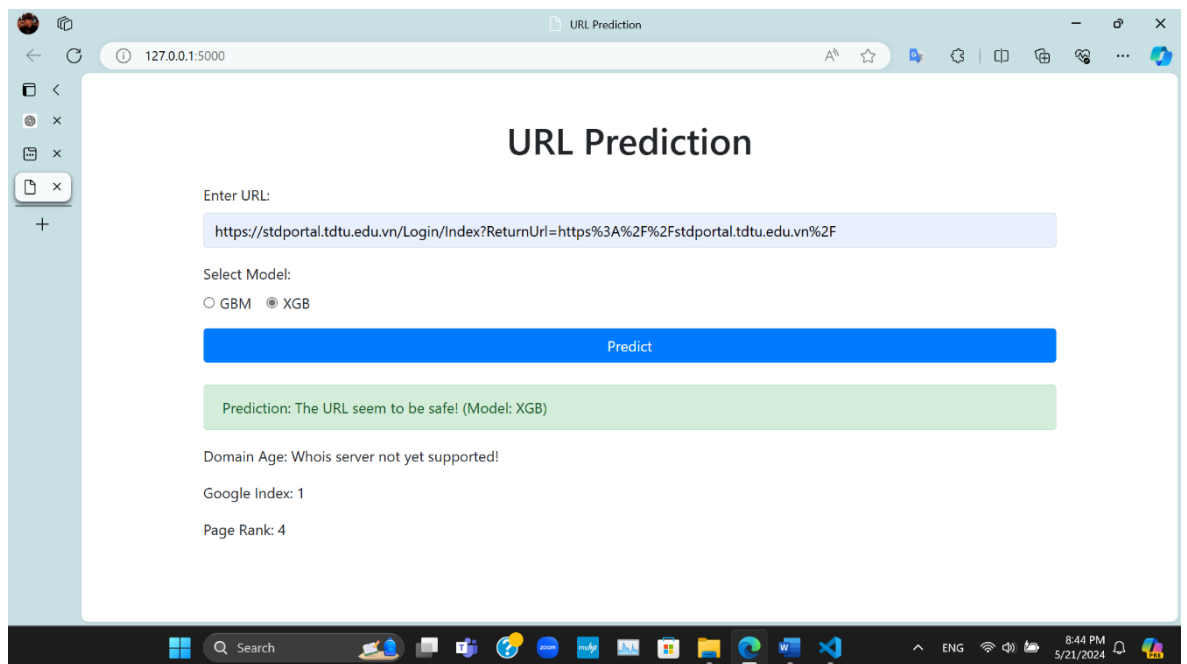 URL Prediction
127.0.0.1:5000
URL Prediction
Enter URL:
https://stdportal.tdtu.edu.vn/Login/Index?ReturnUrl=https%3A%2F%2Fstdportal.tdtu.edu.vn%2F
Select Model:
GBM XGB
Predict
Prediction: The URL seem to be safe! (Model: XGB)
Domain Age: Whois server not yet supported!
Google Index: 1
Page Rank: 4
Search zoom myhp W ENG 8:44 PM
5/21/2024 PRE